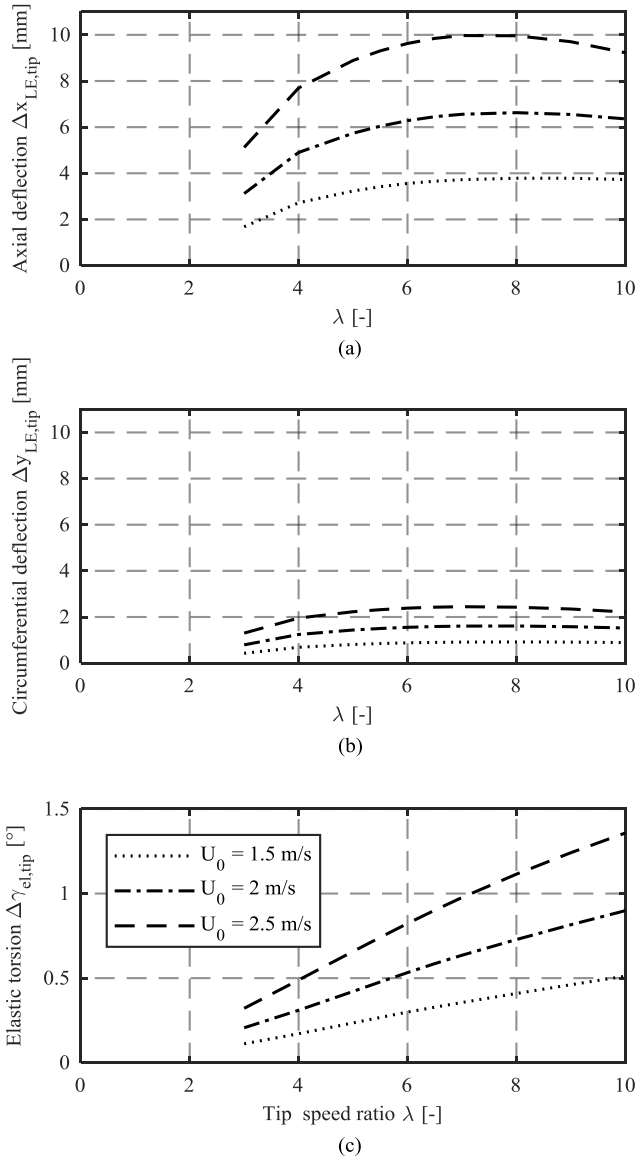 Axial deflection Δx_LE,tip [mm]
10
8
6
4
2
0
0 2 4 6 8 10
λ [-]
(a)
Circumferential deflection Δy_LE,tip [mm]
10
8
6
4
2
0
0 2 4 6 8 10
λ [-]
(b)
Elastic torsion Δγ_el,tip [°]
1.5
1
0.5
0
U_0 = 1.5 m/s
U_0 = 2 m/s
U_0 = 2.5 m/s
0 2 4 6 8 10
Tip speed ratio λ [-]
(c)